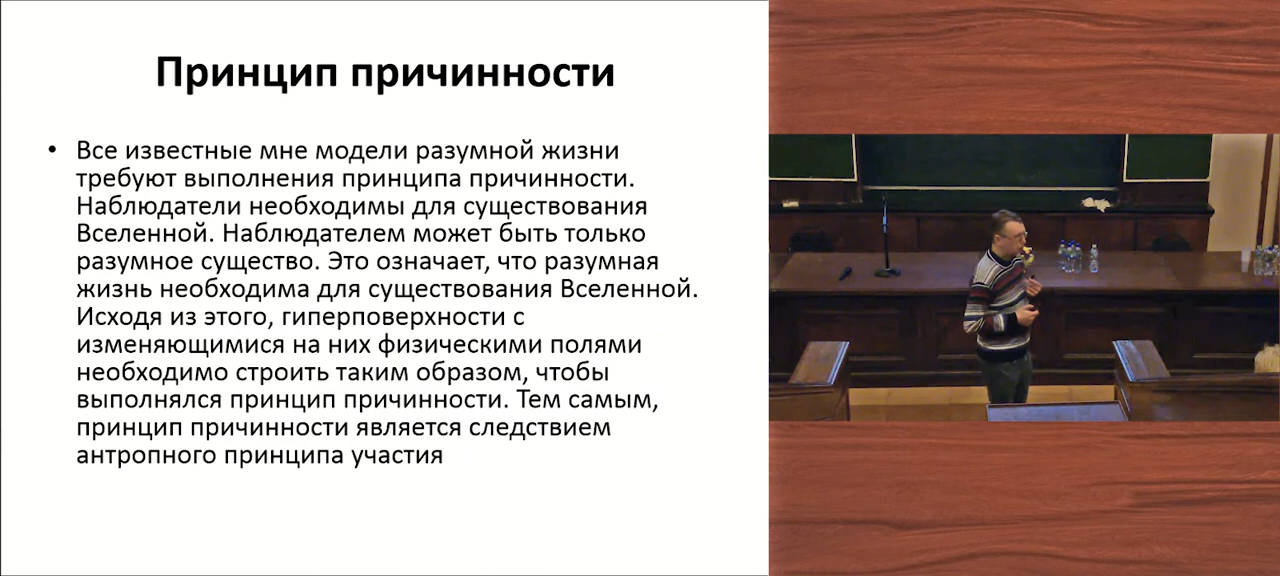 Принцип причинности
• Все известные мне модели разумной жизни
требуют выполнения принципа причинности.
Наблюдатели необходимы для существования
Вселенной. Наблюдателем может быть только
разумное существо. Это означает, что разумная
жизнь необходима для существования Вселенной.
Исходя из этого, гиперповерхности с
изменяющимися на них физическими полями
необходимо строить таким образом, чтобы
выполнялся принцип причинности. Тем самым,
принцип причинности является следствием
антропного принципа участия